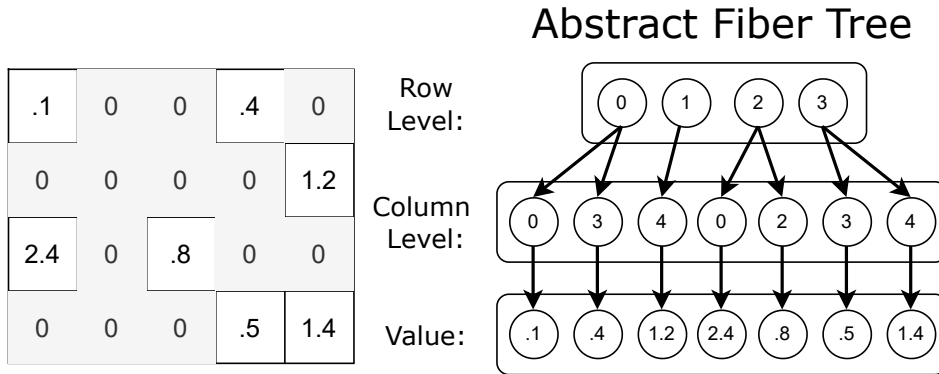 Abstract Fiber Tree
.1 0 0 .4 0
0 0 0 0 1.2
2.4 0 .8 0 0
0 0 0 .5 1.4
Row
Level:
0 1 2 3
Column
Level:
0 3 4 0 2 3 4
Value:
.1 .4 1.2 2.4 .8 .5 1.4